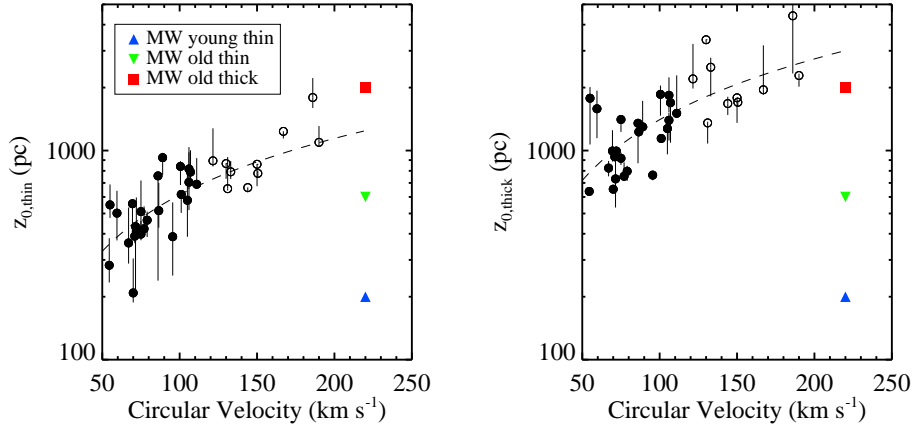 MW young thin
MW old thin
MW old thick
1000
100
z0,thin (pc)
50 100 150 200 250
Circular Velocity (km s-1)
1000
100
z0,thick (pc)
50 100 150 200 250
Circular Velocity (km s-1)